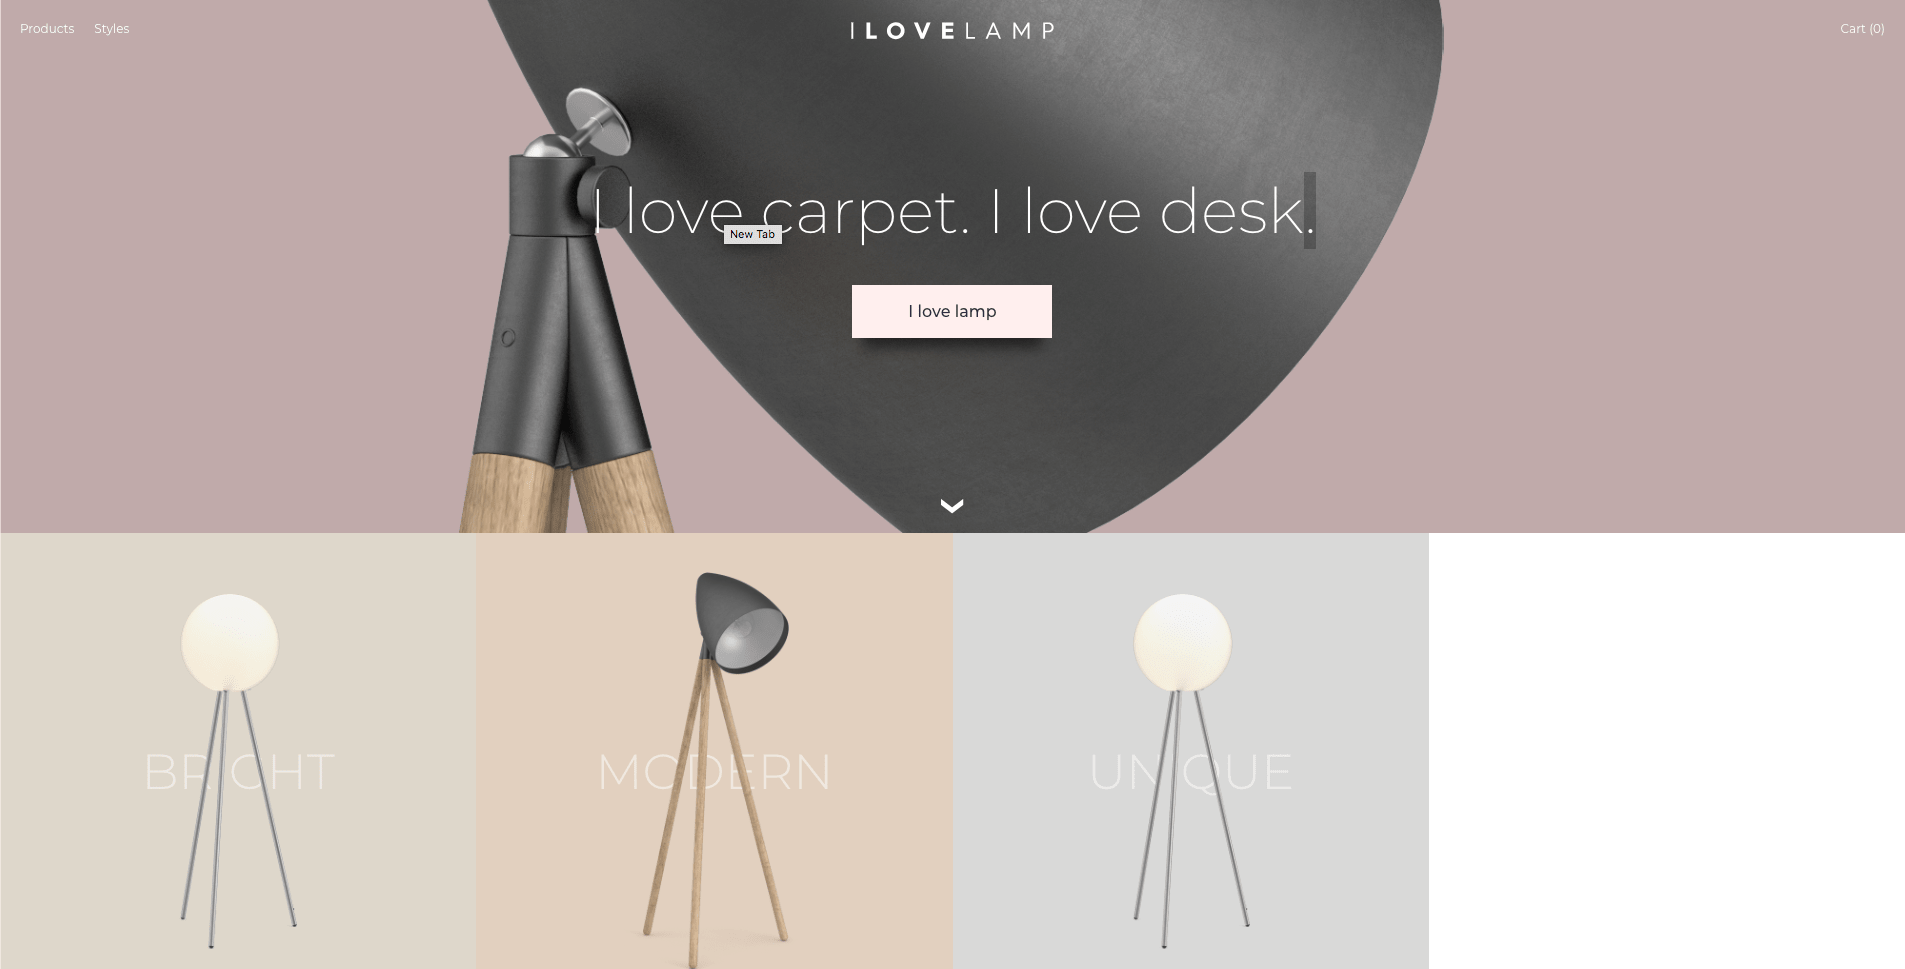 Products Styles ILOVELAMP Cart (0)
I love carpet. I love desk.
New Tab
I love lamp
BRIGHT MODERN UNIQUE